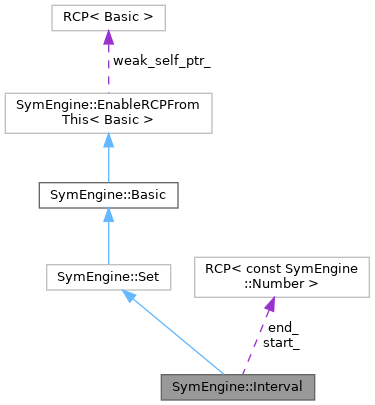 RCP< Basic >
weak_self_ptr_
SymEngine::EnableRCPFrom
This< Basic >
SymEngine::Basic
SymEngine::Set
RCP< const SymEngine
::Number >
end_
start_
SymEngine::Interval